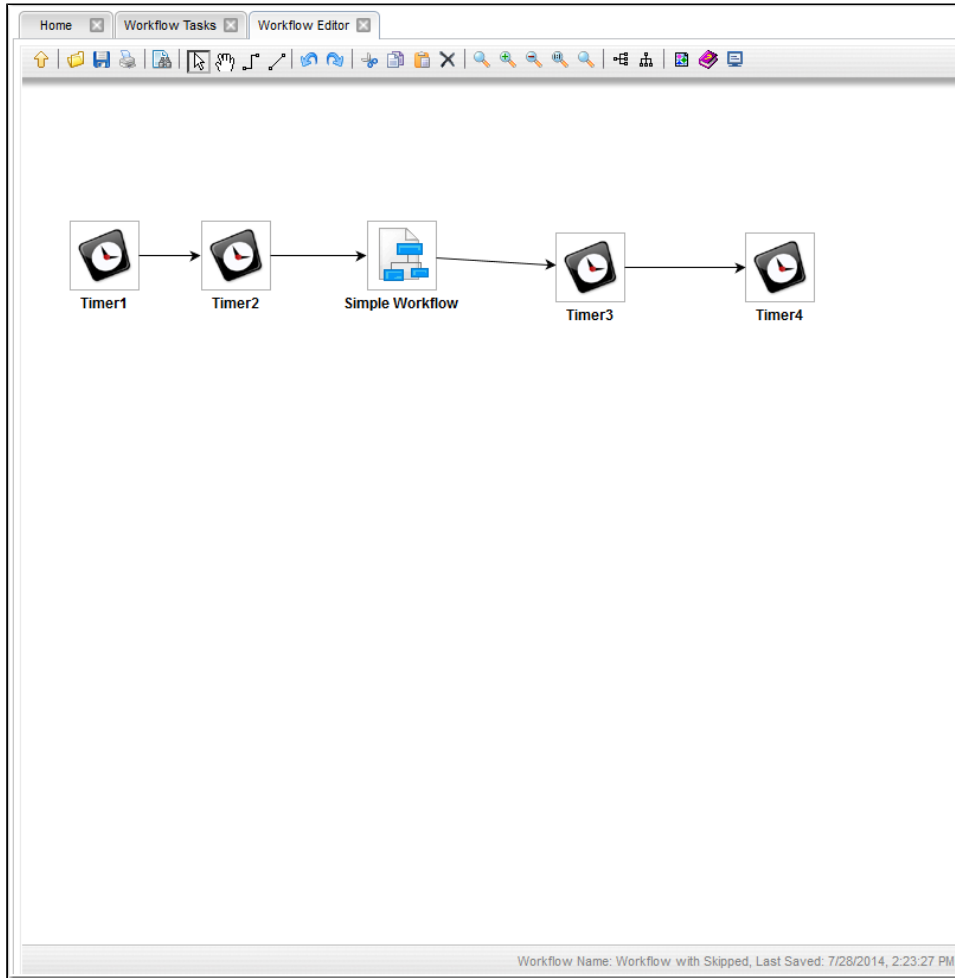 Home
Workflow Tasks
Workflow Editor
Timer1
Timer2
Simple Workflow
Timer3
Timer4
Workflow Name: Workflow with Skipped, Last Saved: 7/28/2014, 2:23:27 PM